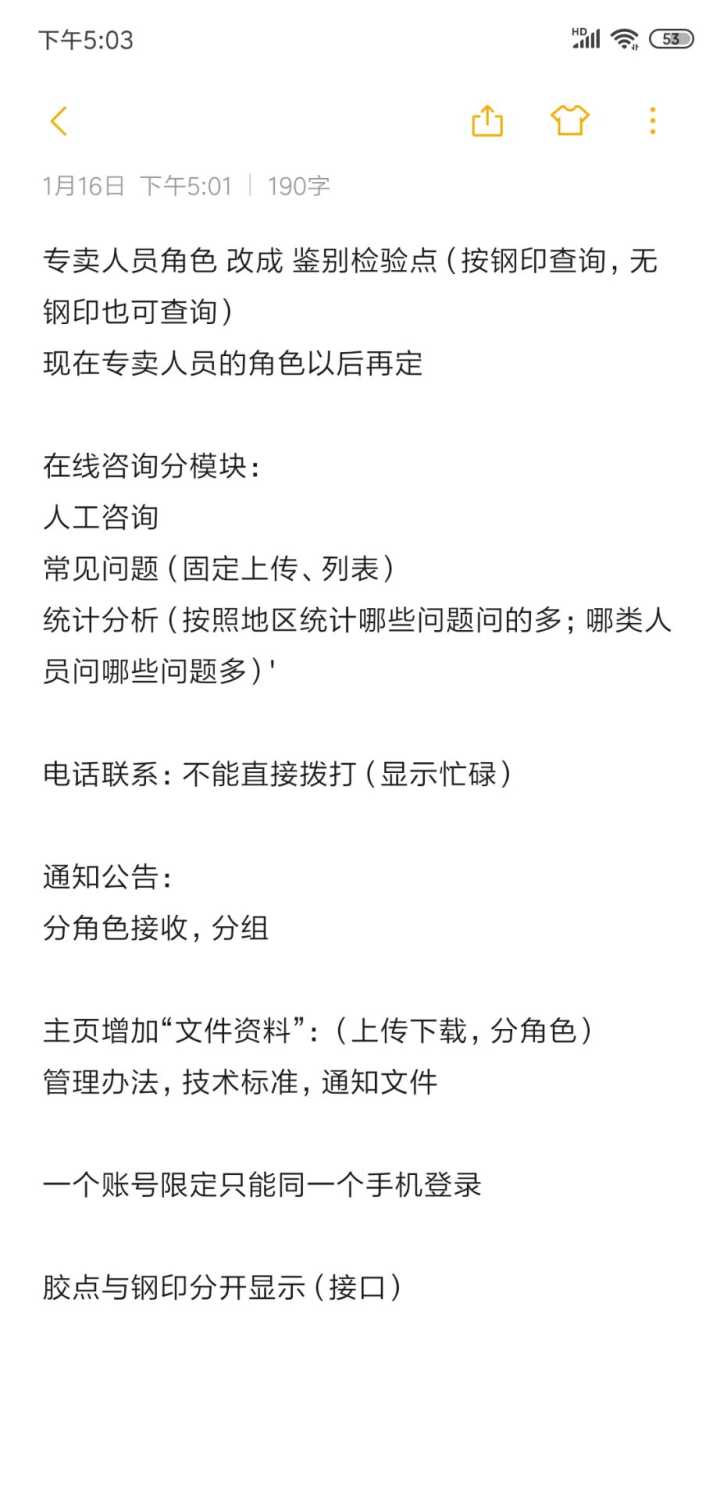 下午5:03
HD 53
1月16日 下午5:01 | 190字
专卖人员角色 改成 鉴别检验点（按钢印查询，无
钢印也可查询）
现在专卖人员的角色以后再定
在线咨询分模块：
人工咨询
常见问题（固定上传、列表）
统计分析（按照地区统计哪些问题问的多；哪类人
员问哪些问题多）'
电话联系：不能直接拨打（显示忙碌）
通知公告：
分角色接收，分组
主页增加“文件资料”：（上传下载，分角色）
管理办法，技术标准，通知文件
一个账号限定只能同一个手机登录
胶点与钢印分开显示（接口）